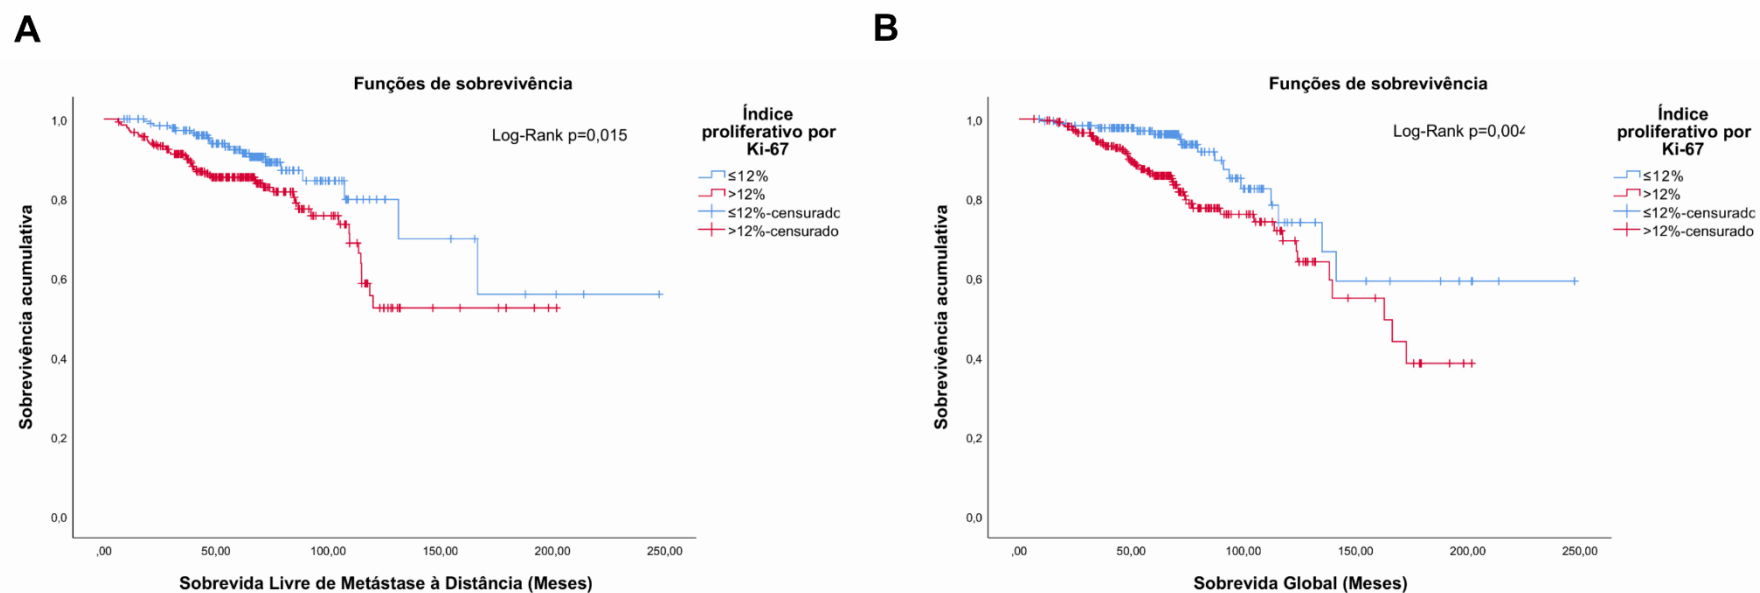 A
Funções de sobrevivência
Log-Rank p=0,015
Índice
proliferativo por
Ki-67
≤12%
>12%
≤12%-censurado
>12%-censurado
Sobrevivência acumulativa
1,0
0,8
0,6
0,4
0,2
0,0
,00
50,00
100,00
150,00
200,00
250,00
Sobrevida Livre de Metástase à Distância (Meses)
B
Funções de sobrevivência
Log-Rank p=0,004
Índice
proliferativo por
Ki-67
≤12%
>12%
≤12%-censurado
>12%-censurado
Sobrevivência acumulativa
1,0
0,8
0,6
0,4
0,2
0,0
,00
50,00
100,00
150,00
200,00
250,00
Sobrevida Global (Meses)